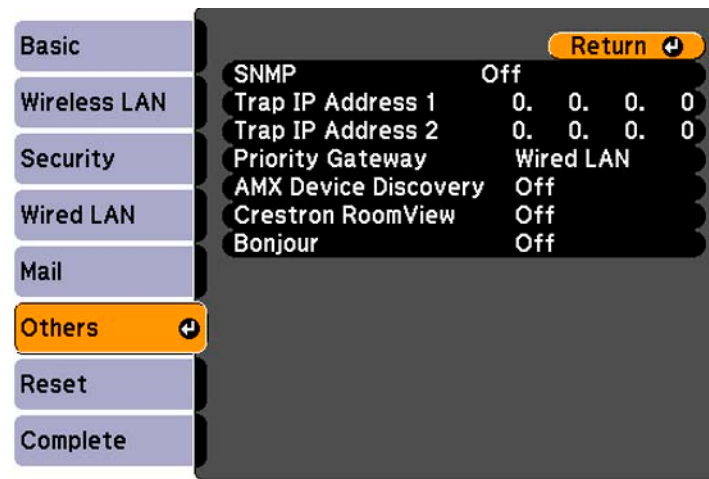 Basic
Wireless LAN
Security
Wired LAN
Mail
Others
Reset
Complete
Return
SNMP Off
Trap IP Address 1 0. 0. 0. 0
Trap IP Address 2 0. 0. 0. 0
Priority Gateway Wired LAN
AMX Device Discovery Off
Crestron RoomView Off
Bonjour Off